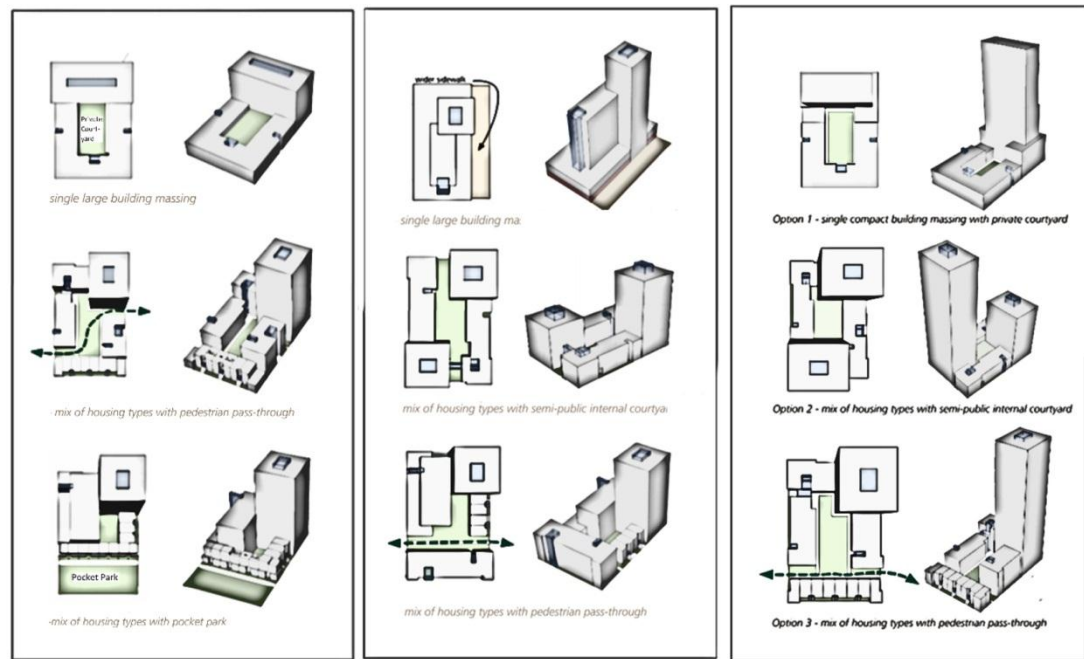 Private
Court-
yard
single large building massing
mix of housing types with pedestrian pass-through
Pocket Park
-mix of housing types with pocket park
wider sidewalk
single large building ma
mix of housing types with semi-public internal courtyar
mix of housing types with pedestrian pass-through
Option 1 - single compact building massing with private courtyard
Option 2 - mix of housing types with semi-public internal courtyard
Option 3 - mix of housing types with pedestrian pass-through